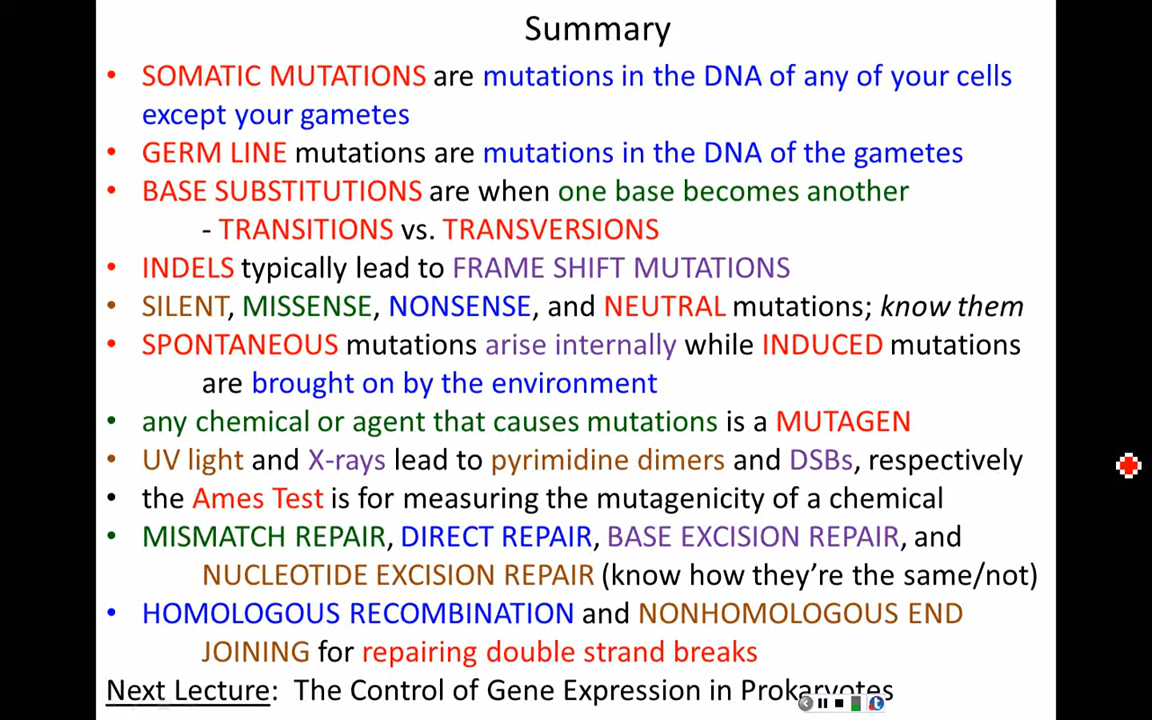 Summary
• SOMATIC MUTATIONS are mutations in the DNA of any of your cells
except your gametes
• GERM LINE mutations are mutations in the DNA of the gametes
• BASE SUBSTITUTIONS are when one base becomes another
- TRANSITIONS vs. TRANSVERSIONS
• INDELS typically lead to FRAME SHIFT MUTATIONS
• SILENT, MISSENSE, NONSENSE, and NEUTRAL mutations; know them
• SPONTANEOUS mutations arise internally while INDUCED mutations
are brought on by the environment
• any chemical or agent that causes mutations is a MUTAGEN
• UV light and X-rays lead to pyrimidine dimers and DSBs, respectively
• the Ames Test is for measuring the mutagenicity of a chemical
• MISMATCH REPAIR, DIRECT REPAIR, BASE EXCISION REPAIR, and
NUCLEOTIDE EXCISION REPAIR (know how they’re the same/not)
• HOMOLOGOUS RECOMBINATION and NONHOMOLOGOUS END
JOINING for repairing double strand breaks
Next Lecture: The Control of Gene Expression in Prokaryotes